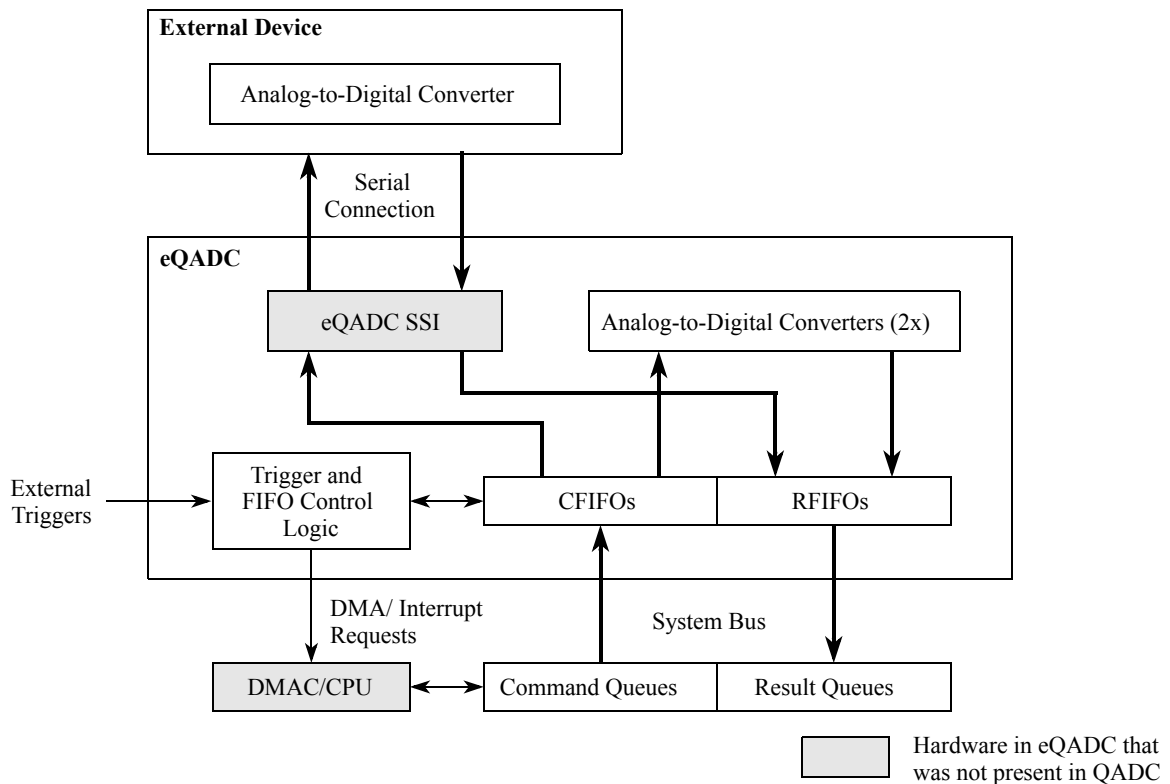 External Device
Analog-to-Digital Converter
Serial
Connection
eQADC
eQADC SSI
Analog-to-Digital Converters (2x)
External
Triggers
Trigger and
FIFO Control
Logic
CFIFOs
RFIFOs
DMA/ Interrupt
Requests
System Bus
DMAC/CPU
Command Queues
Result Queues
Hardware in eQADC that
was not present in QADC